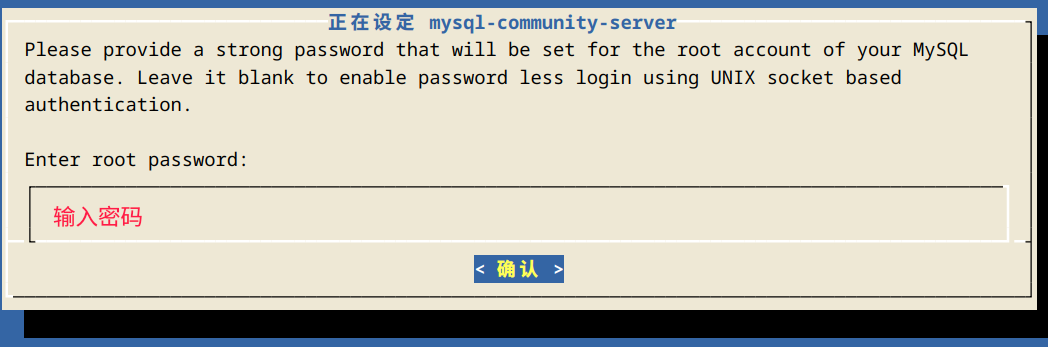 正在设定 mysql-community-server
Please provide a strong password that will be set for the root account of your MySQL
database. Leave it blank to enable password less login using UNIX socket based
authentication.
Enter root password:
输入密码
< 确认 >